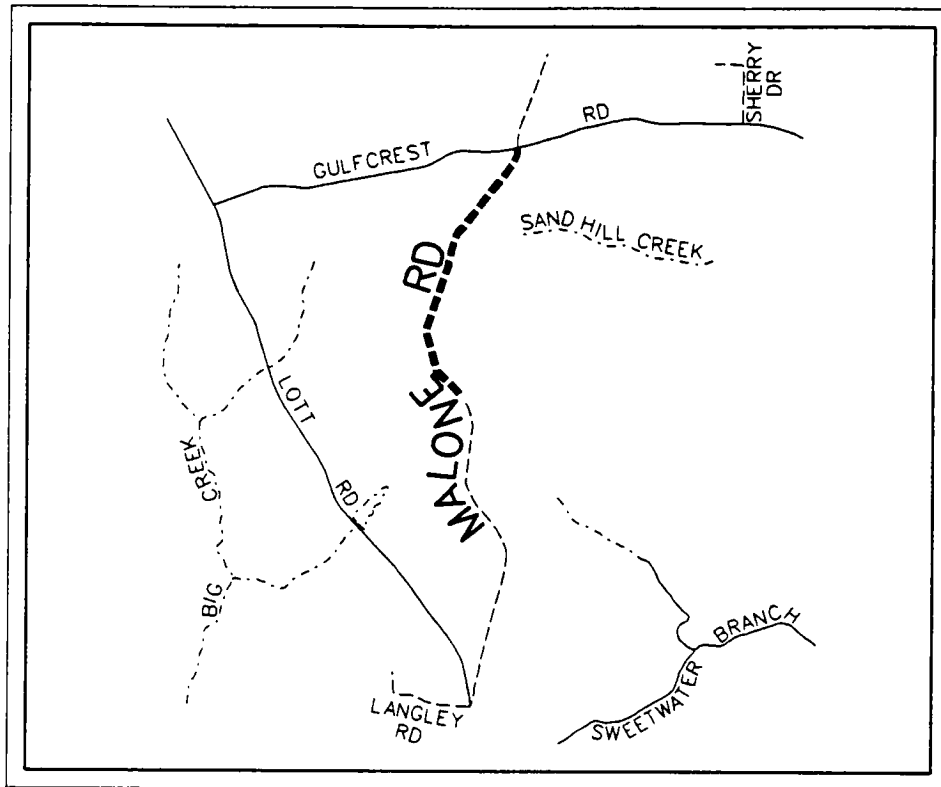 SHERRY
DR
GULFCREST RD
SAND HILL CREEK
MALONE RD
LOTT RD
BIG CREEK
LANGLEY
RD
SWEETWATER BRANCH